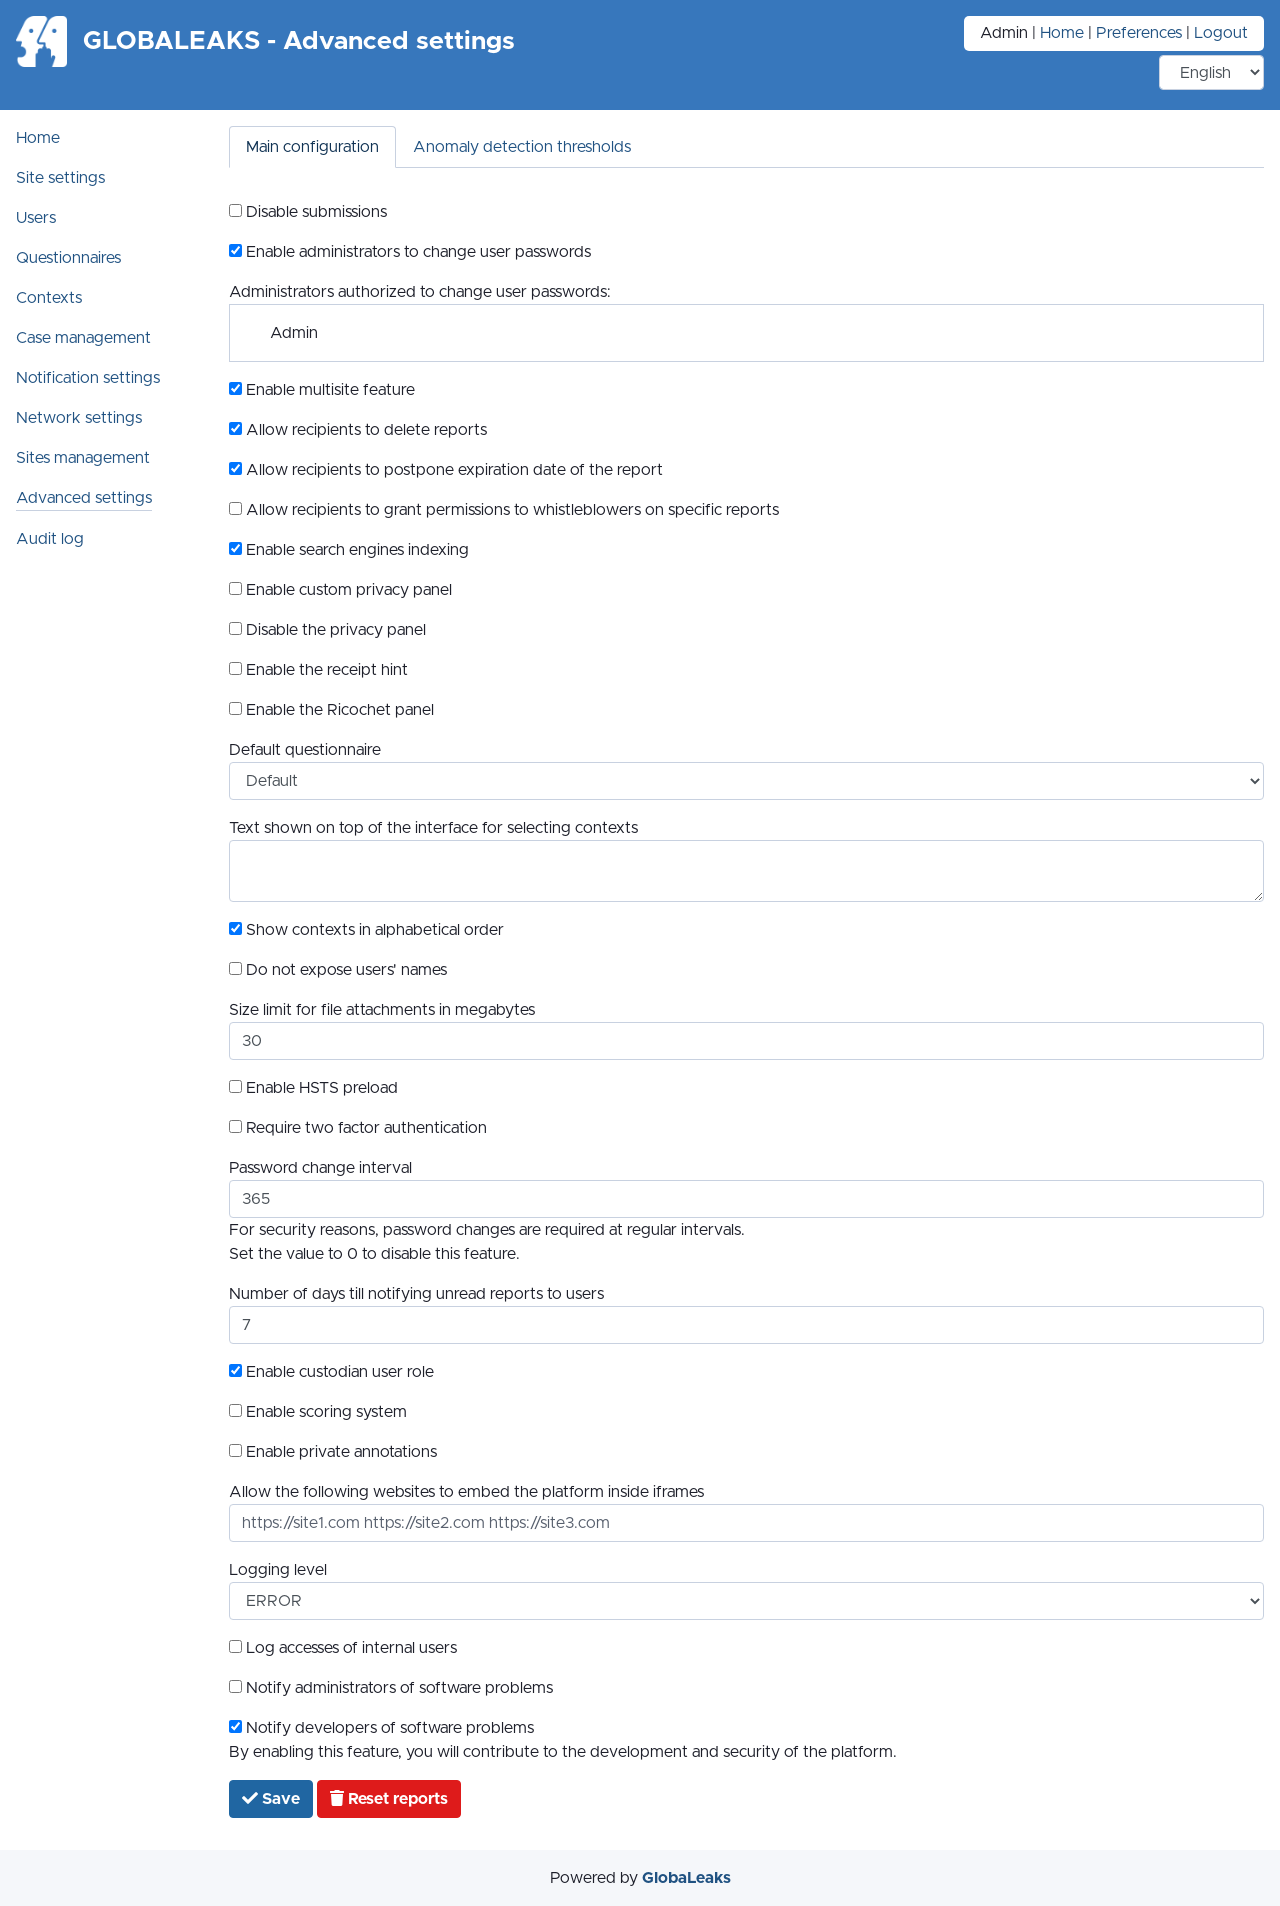 GLOBALEAKS - Advanced settings
Admin | Home | Preferences | Logout
English
Home
Site settings
Users
Questionnaires
Contexts
Case management
Notification settings
Network settings
Sites management
Advanced settings
Audit log
Main configuration
Anomaly detection thresholds
Disable submissions
Enable administrators to change user passwords
Administrators authorized to change user passwords:
Admin
Enable multisite feature
Allow recipients to delete reports
Allow recipients to postpone expiration date of the report
Allow recipients to grant permissions to whistleblowers on specific reports
Enable search engines indexing
Enable custom privacy panel
Disable the privacy panel
Enable the receipt hint
Enable the Ricochet panel
Default questionnaire
Default
Text shown on top of the interface for selecting contexts
Show contexts in alphabetical order
Do not expose users' names
Size limit for file attachments in megabytes
30
Enable HSTS preload
Require two factor authentication
Password change interval
365
For security reasons, password changes are required at regular intervals.
Set the value to 0 to disable this feature.
Number of days till notifying unread reports to users
7
Enable custodian user role
Enable scoring system
Enable private annotations
Allow the following websites to embed the platform inside iframes
https://site1.com https://site2.com https://site3.com
Logging level
ERROR
Log accesses of internal users
Notify administrators of software problems
Notify developers of software problems
By enabling this feature, you will contribute to the development and security of the platform.
Save
Reset reports
Powered by GlobaLeaks